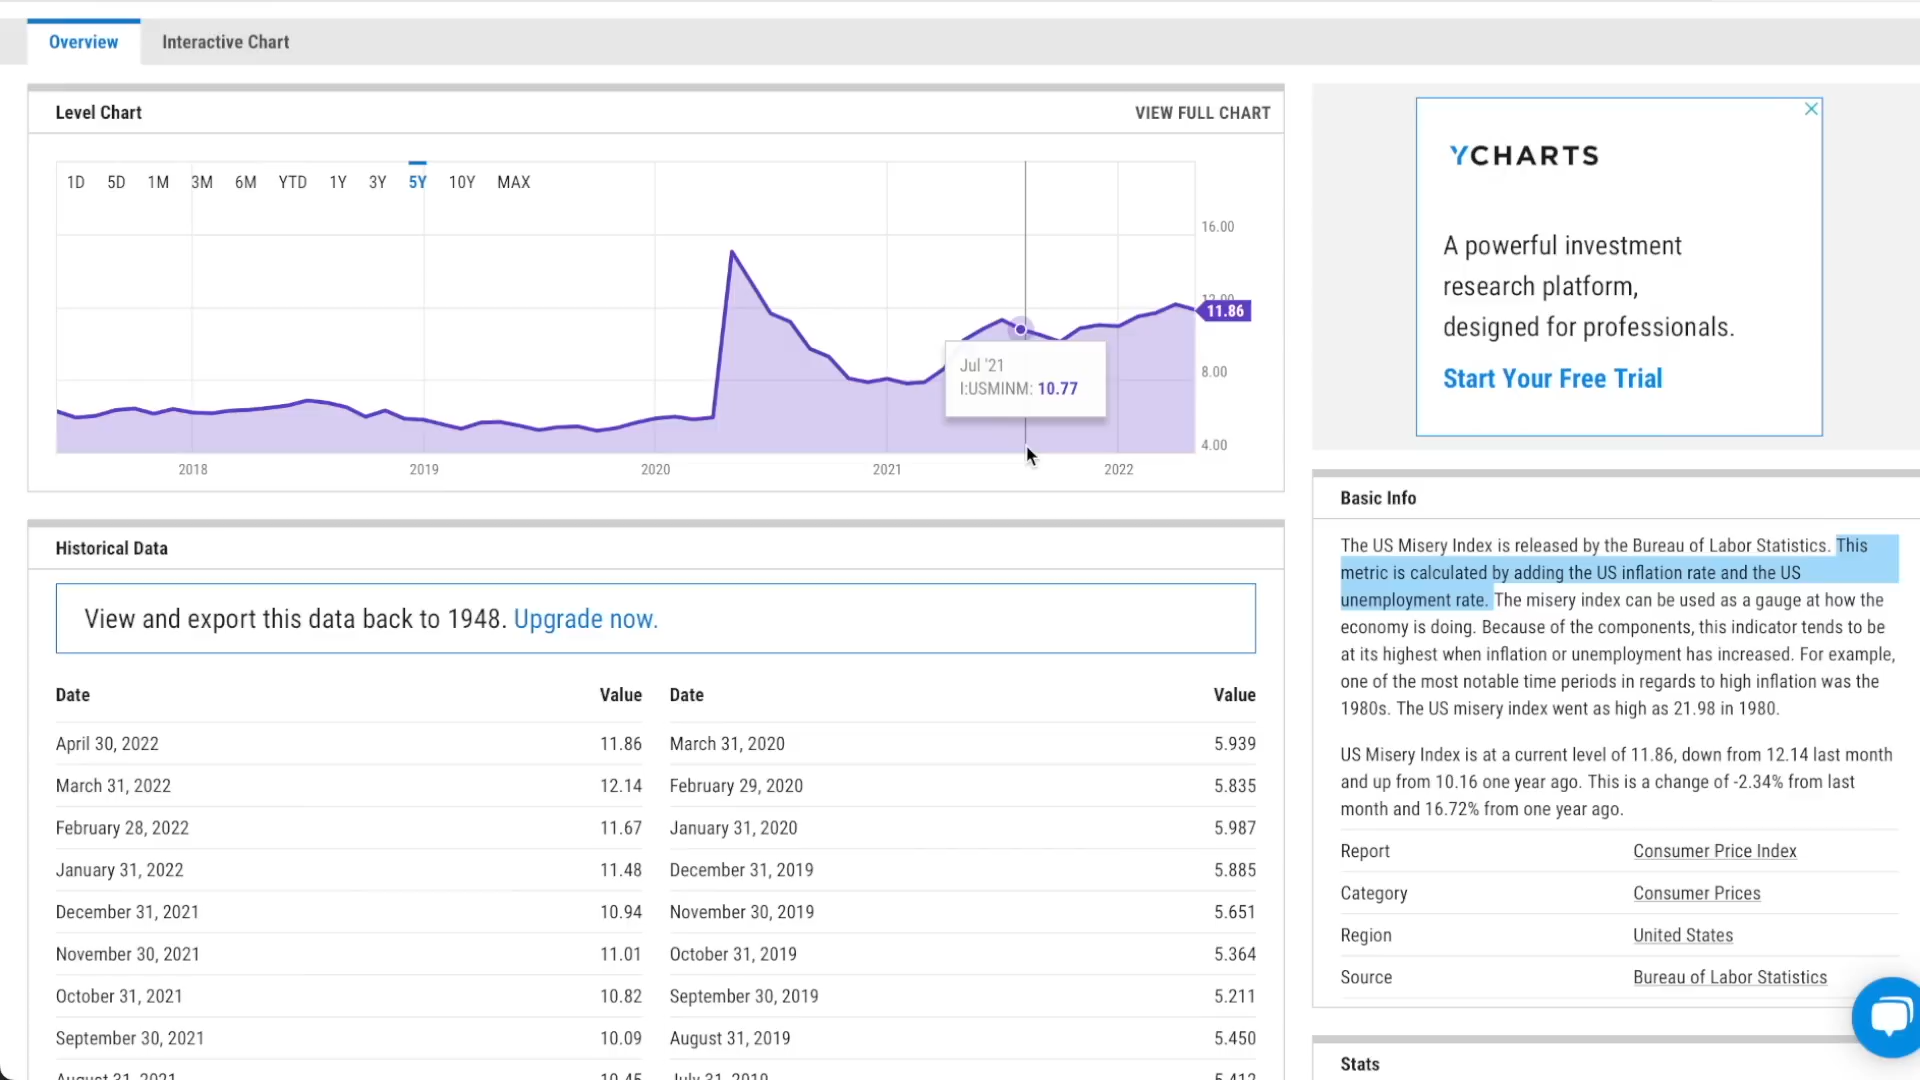 Overview Interactive Chart
Level Chart VIEW FULL CHART
1D 5D 1M 3M 6M YTD 1Y 3Y 5Y 10Y MAX
16.00
12.00
11.86
8.00
4.00
Jul '21
I:USMINM: 10.77
2018 2019 2020 2021 2022
Historical Data
View and export this data back to 1948. Upgrade now.
Date Value Date Value
April 30, 2022 11.86 March 31, 2020 5.939
March 31, 2022 12.14 February 29, 2020 5.835
February 28, 2022 11.67 January 31, 2020 5.987
January 31, 2022 11.48 December 31, 2019 5.885
December 31, 2021 10.94 November 30, 2019 5.651
November 30, 2021 11.01 October 31, 2019 5.364
October 31, 2021 10.82 September 30, 2019 5.211
September 30, 2021 10.09 August 31, 2019 5.450
August 31, 2021 10.45 July 31, 2019 5.412
YCHARTS
A powerful investment
research platform,
designed for professionals.
Start Your Free Trial
Basic Info
The US Misery Index is released by the Bureau of Labor Statistics. This
metric is calculated by adding the US inflation rate and the US
unemployment rate. The misery index can be used as a gauge at how the
economy is doing. Because of the components, this indicator tends to be
at its highest when inflation or unemployment has increased. For example,
one of the most notable time periods in regards to high inflation was the
1980s. The US misery index went as high as 21.98 in 1980.
US Misery Index is at a current level of 11.86, down from 12.14 last month
and up from 10.16 one year ago. This is a change of -2.34% from last
month and 16.72% from one year ago.
Report Consumer Price Index
Category Consumer Prices
Region United States
Source Bureau of Labor Statistics
Stats